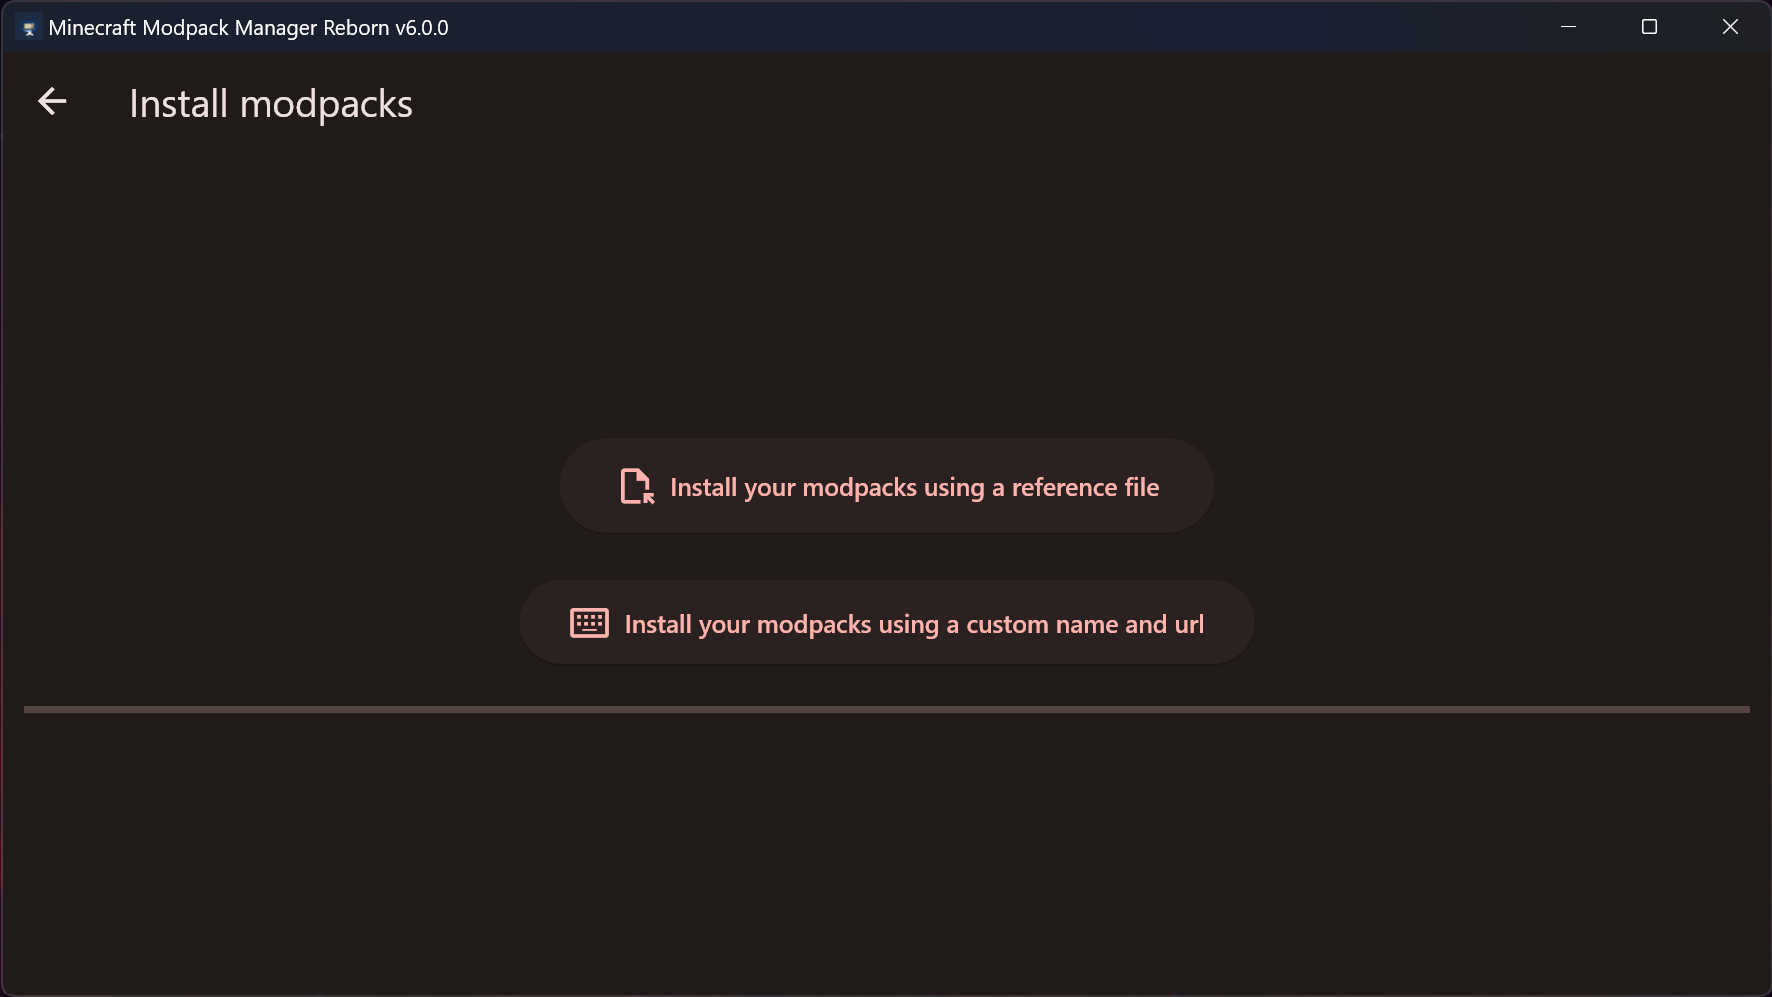 Minecraft Modpack Manager Reborn v6.0.0
Install modpacks
Install your modpacks using a reference file
Install your modpacks using a custom name and url